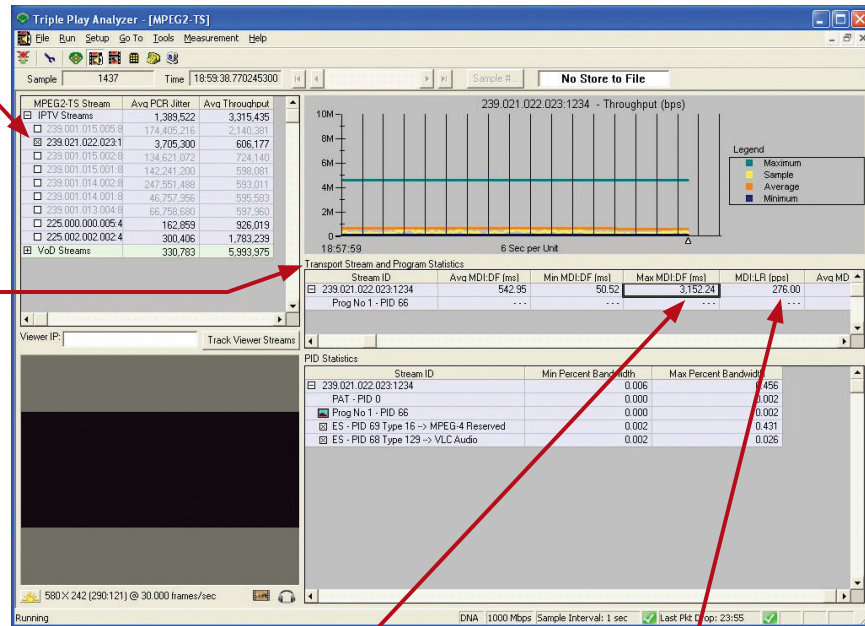 Triple Play Analyzer - [MPEG2-TS]
File Run Setup Go To Tools Measurement Help
Sample 1437 Time 18:59:38.770245300 Sample #... No Store to File
MPEG2-TS Stream Avg PCR Jitter Avg Throughput
IPTV Streams 1,389,522 3,315,435
239.001.015.005:8 174,405,216 2,140,381
239.021.022.023:1 3,705,300 606,177
239.001.015.002:8 134,621,072 724,140
239.001.015.001:8 142,241,200 598,081
239.001.014.002:8 247,551,488 593,011
239.001.014.001:8 46,757,956 595,583
239.001.013.004:8 66,758,680 597,960
225.000.000.005:4 162,859 926,019
225.002.002.002:4 300,406 1,783,239
VoD Streams 330,783 5,993,975
Viewer IP: Track Viewer Streams
580 × 242 (290:121) @ 30.000 frames/sec
239.021.022.023:1234 - Throughput (bps)
10M
8M
6M
4M
2M
0
18:57:59 6 Sec per Unit
Legend
Maximum
Sample
Average
Minimum
Transport Stream and Program Statistics
Stream ID Avg MDI:DF (ms) Min MDI:DF (ms) Max MDI:DF (ms) MDI:LR (pps) Avg MD
239.021.022.023:1234 542.95 50.52 3,152.24 276.00
Prog No 1 - PID 66 --- --- --- ---
PID Statistics
Stream ID Min Percent Bandwidth Max Percent Bandwidth
239.021.022.023:1234 0.006 0.456
PAT - PID 0 0.000 0.002
Prog No 1 - PID 66 0.000 0.002
ES - PID 69 Type 16 --> MPEG-4 Reserved 0.002 0.431
ES - PID 68 Type 129 --> VLC Audio 0.002 0.026
Running DNA 1000 Mbps Sample Interval: 1 sec Last Pkt Drop: 23:55